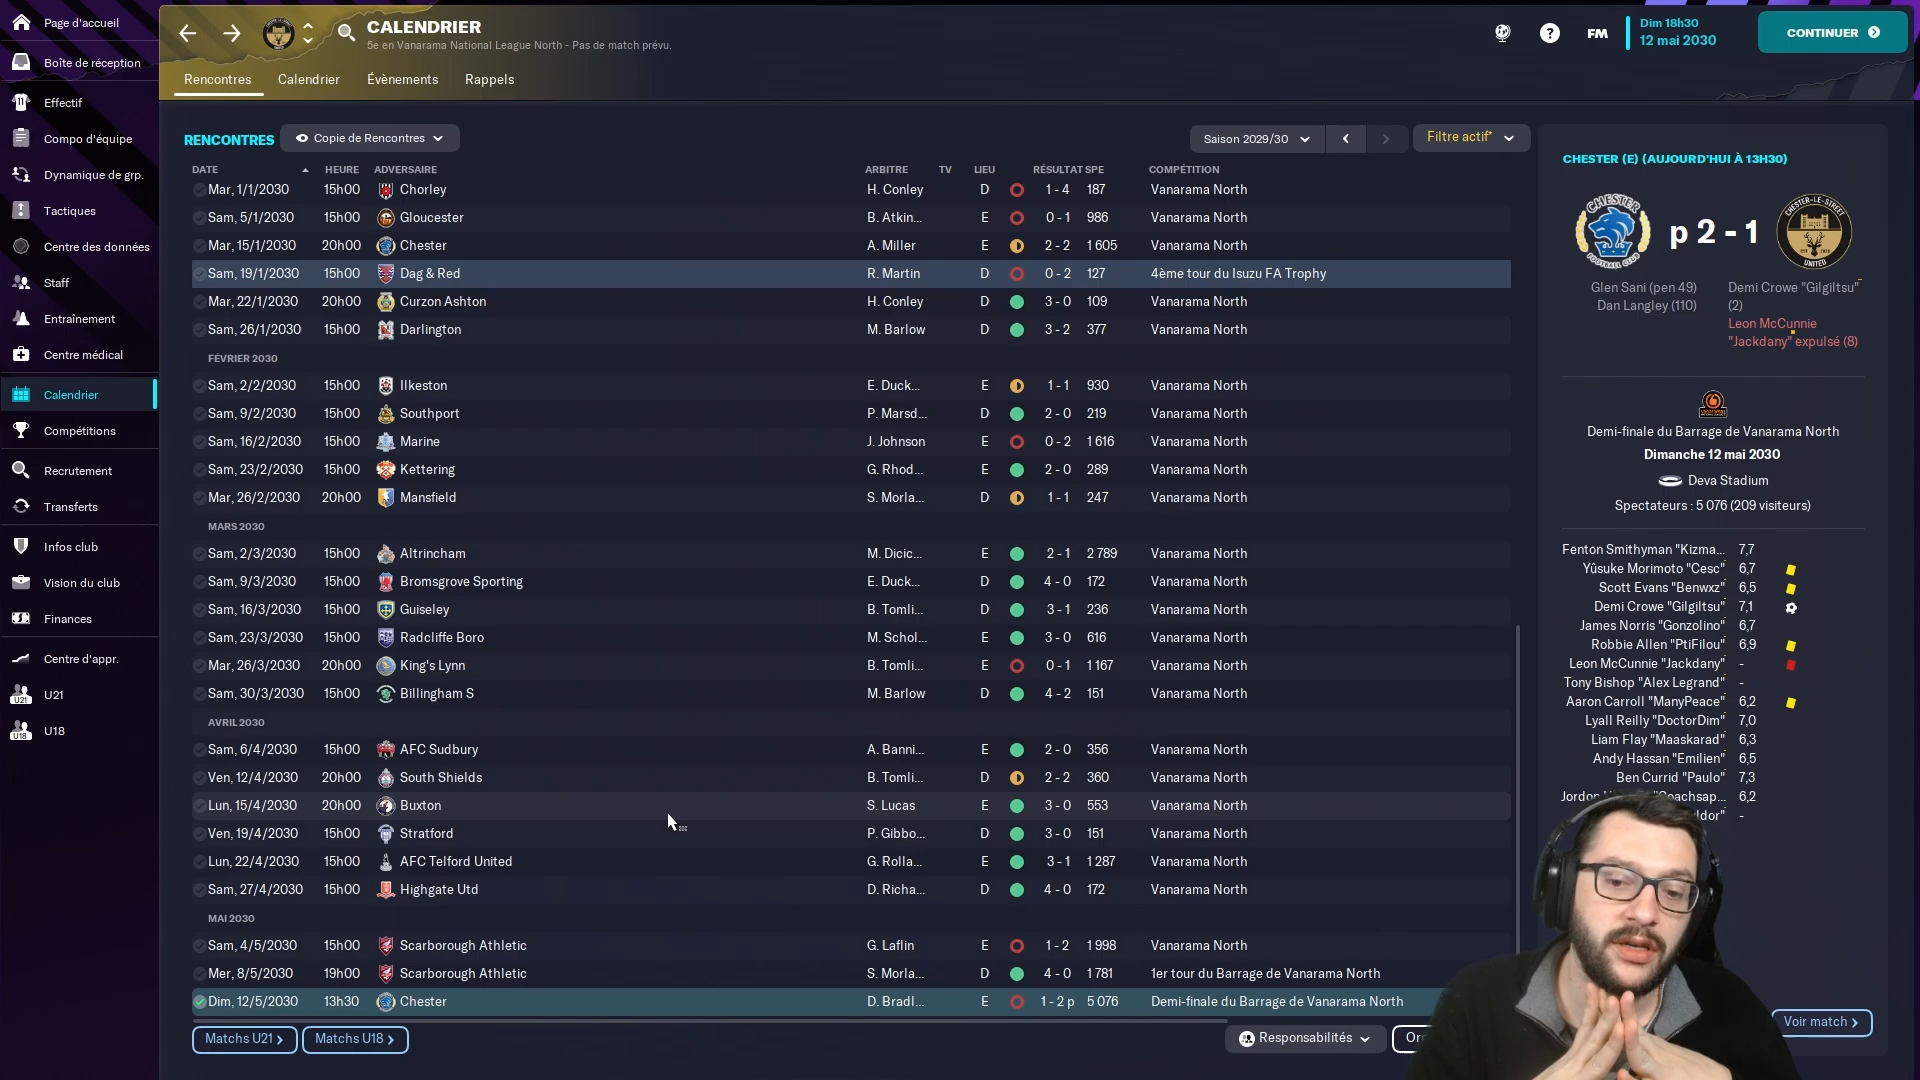 Page d'accueil
Boîte de réception
Effectif
Compo d'équipe
Dynamique de grp.
Tactiques
Centre des données
Staff
Entraînement
Centre médical
Calendrier
Compétitions
Recrutement
Transferts
Infos club
Vision du club
Finances
Centre d'appr.
U21
U18
CALENDRIER
5e en Vanarama National League North - Pas de match prévu.
FM
Dim 18h30
12 mai 2030
CONTINUER
Rencontres Calendrier Évènements Rappels
RENCONTRES Copie de Rencontres Saison 2029/30 Filtre actif*
DATE HEURE ADVERSAIRE ARBITRE TV LIEU RÉSULTAT SPE COMPÉTITION
Mar, 1/1/2030 15h00 Chorley H. Conley D 1 - 4 187 Vanarama North
Sam, 5/1/2030 15h00 Gloucester B. Atkin... E 0 - 1 986 Vanarama North
Mar, 15/1/2030 20h00 Chester A. Miller E 2 - 2 1 605 Vanarama North
Sam, 19/1/2030 15h00 Dag & Red R. Martin D 0 - 2 127 4ème tour du Isuzu FA Trophy
Mar, 22/1/2030 20h00 Curzon Ashton H. Conley D 3 - 0 109 Vanarama North
Sam, 26/1/2030 15h00 Darlington M. Barlow D 3 - 2 377 Vanarama North
FÉVRIER 2030
Sam, 2/2/2030 15h00 Ilkeston E. Duck... E 1 - 1 930 Vanarama North
Sam, 9/2/2030 15h00 Southport P. Marsd... D 2 - 0 219 Vanarama North
Sam, 16/2/2030 15h00 Marine J. Johnson E 0 - 2 1 616 Vanarama North
Sam, 23/2/2030 15h00 Kettering G. Rhod... E 2 - 0 289 Vanarama North
Mar, 26/2/2030 20h00 Mansfield S. Morla... D 1 - 1 247 Vanarama North
MARS 2030
Sam, 2/3/2030 15h00 Altrincham M. Dicic... E 2 - 1 2 789 Vanarama North
Sam, 9/3/2030 15h00 Bromsgrove Sporting E. Duck... D 4 - 0 172 Vanarama North
Sam, 16/3/2030 15h00 Guiseley B. Tomli... D 3 - 1 236 Vanarama North
Sam, 23/3/2030 15h00 Radcliffe Boro M. Schol... E 3 - 0 616 Vanarama North
Mar, 26/3/2030 20h00 King's Lynn B. Tomli... E 0 - 1 1 167 Vanarama North
Sam, 30/3/2030 15h00 Billingham S M. Barlow D 4 - 2 151 Vanarama North
AVRIL 2030
Sam, 6/4/2030 15h00 AFC Sudbury A. Banni... E 2 - 0 356 Vanarama North
Ven, 12/4/2030 20h00 South Shields B. Tomli... D 2 - 2 360 Vanarama North
Lun, 15/4/2030 20h00 Buxton S. Lucas E 3 - 0 553 Vanarama North
Ven, 19/4/2030 15h00 Stratford P. Gibbo... D 3 - 0 151 Vanarama North
Lun, 22/4/2030 15h00 AFC Telford United G. Rolla... E 3 - 1 1 287 Vanarama North
Sam, 27/4/2030 15h00 Highgate Utd D. Richa... D 4 - 0 172 Vanarama North
MAI 2030
Sam, 4/5/2030 15h00 Scarborough Athletic G. Laflin E 1 - 2 1 998 Vanarama North
Mer, 8/5/2030 19h00 Scarborough Athletic S. Morla... D 4 - 0 1 781 1er tour du Barrage de Vanarama North
Dim, 12/5/2030 13h30 Chester D. Bradl... E 1 - 2 p 5 076 Demi-finale du Barrage de Vanarama North
Matchs U21 Matchs U18 Responsabilités
CHESTER (E) (AUJOURD'HUI À 13H30)
p 2 - 1
Glen Sani (pen 49)
Dan Langley (110)
Demi Crowe "Gilgiltsu"
(2)
Leon McCunnie
"Jackdany" expulsé (8)
Demi-finale du Barrage de Vanarama North
Dimanche 12 mai 2030
Deva Stadium
Spectateurs : 5 076 (209 visiteurs)
Fenton Smithyman "Kizma... 7,7
Yûsuke Morimoto "Cesc" 6,7
Scott Evans "Benwxz" 6,5
Demi Crowe "Gilgiltsu" 7,1
James Norris "Gonzolino" 6,7
Robbie Allen "PtiFilou" 6,9
Leon McCunnie "Jackdany" -
Tony Bishop "Alex Legrand" -
Aaron Carroll "ManyPeace" 6,2
Lyall Reilly "DoctorDim" 7,0
Liam Flay "Maaskarad" 6,3
Andy Hassan "Emilien" 6,5
Ben Currid "Paulo" 7,3
Jordon 6,2
-
Voir match